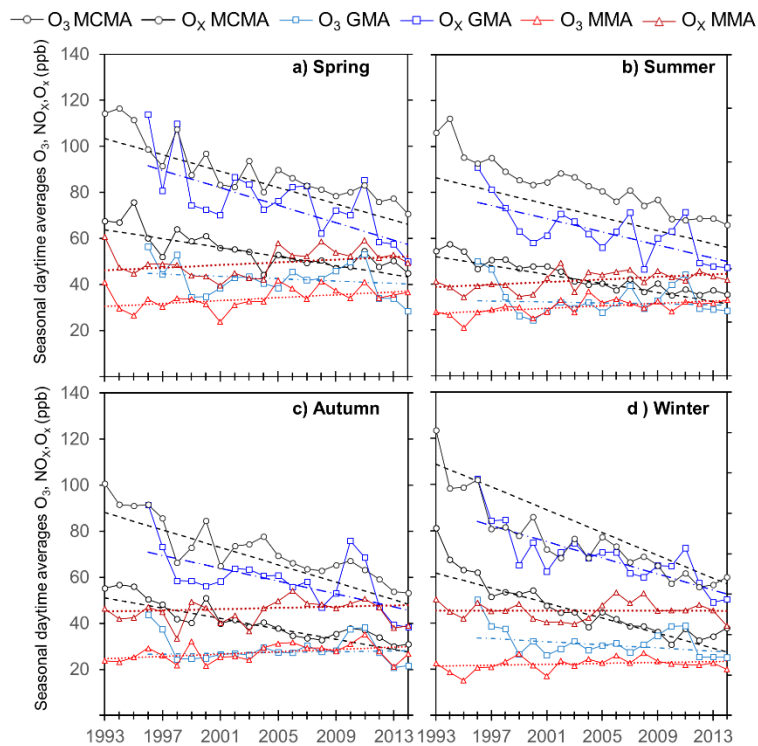 O3 MCMA OX MCMA O3 GMA OX GMA O3 MMA OX MMA
Seasonal daytime averages O3, NOX,OX (ppb)
140
120
100
80
60
40
20
0
a) Spring
b) Summer
Seasonal daytime averages O3, NOX,OX (ppb)
140
120
100
80
60
40
20
c) Autumn
d ) Winter
1993 1997 2001 2005 2009 2013 1993 1997 2001 2005 2009 2013